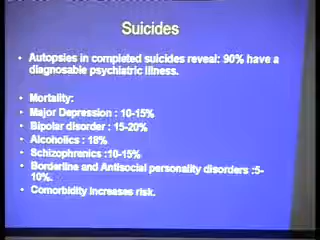 Suicides
• Autopsies in completed suicides reveal: 90% have a
diagnosable psychiatric illness.
• Mortality:
• Major Depression : 10-15%
• Bipolar disorder : 15-20%
• Alcoholics : 18%
• Schizophrenics :10-15%
• Borderline and Antisocial personality disorders :5-
10%.
• Comorbidity increases risk.